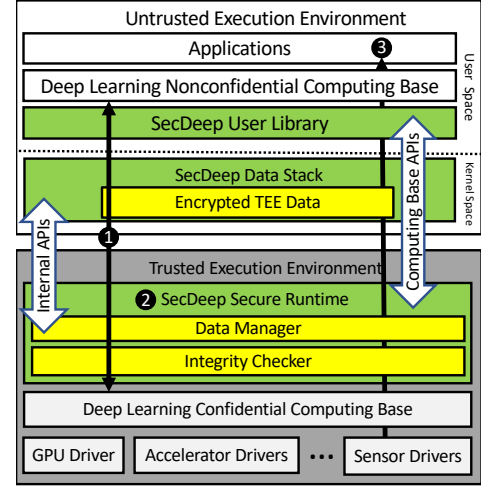 Untrusted Execution Environment
Applications
3
Deep Learning Nonconfidential Computing Base
SecDeep User Library
User Space
SecDeep Data Stack
Encrypted TEE Data
Kernel Space
Internal APIs
1
Computing Base APIs
Trusted Execution Environment
2 SecDeep Secure Runtime
Data Manager
Integrity Checker
Deep Learning Confidential Computing Base
GPU Driver
Accelerator Drivers
...
Sensor Drivers